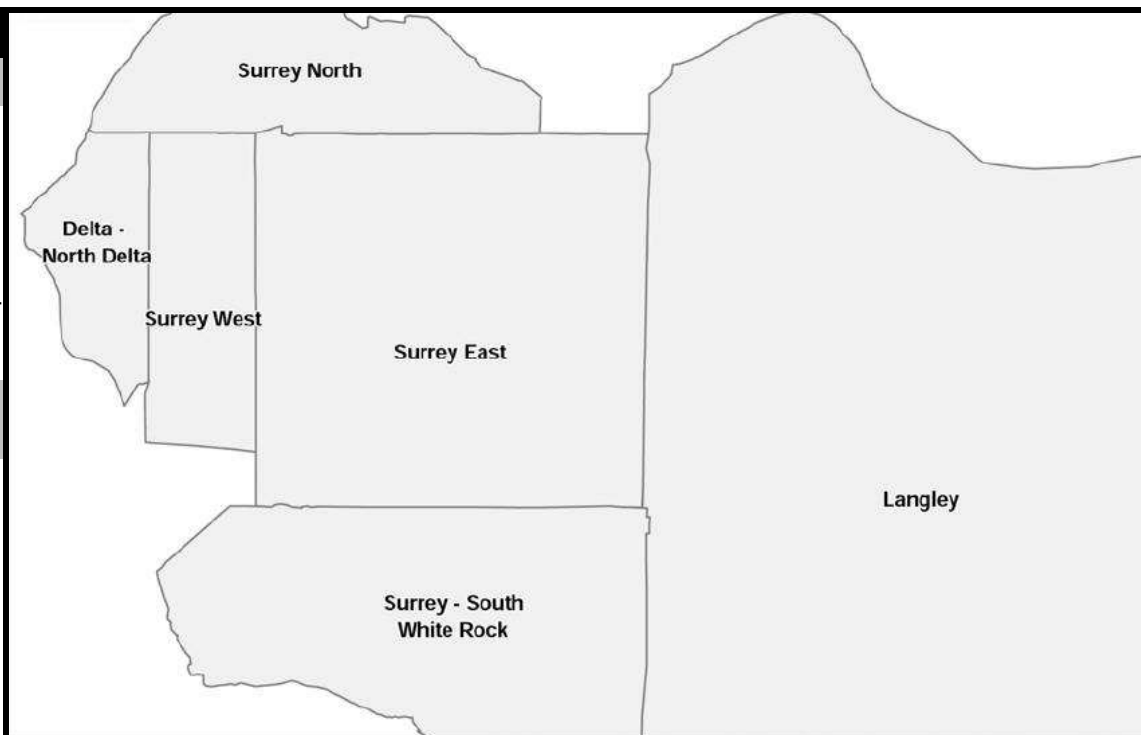 Surrey North
Delta -
North Delta
Surrey West
Surrey East
Langley
Surrey - South
White Rock